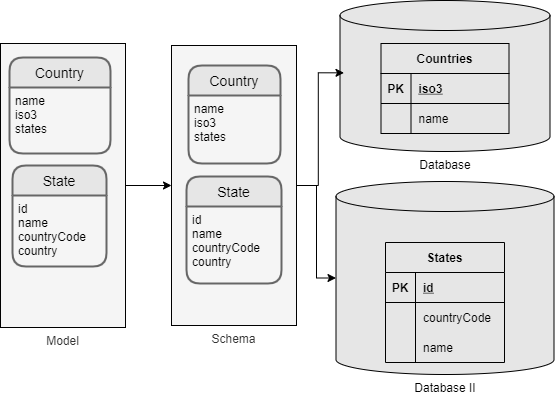 Country
name
iso3
states
State
id
name
countryCode
country
Model
Country
name
iso3
states
State
id
name
countryCode
country
Schema
Countries
PK iso3
name
Database
States
PK id
countryCode
name
Database II